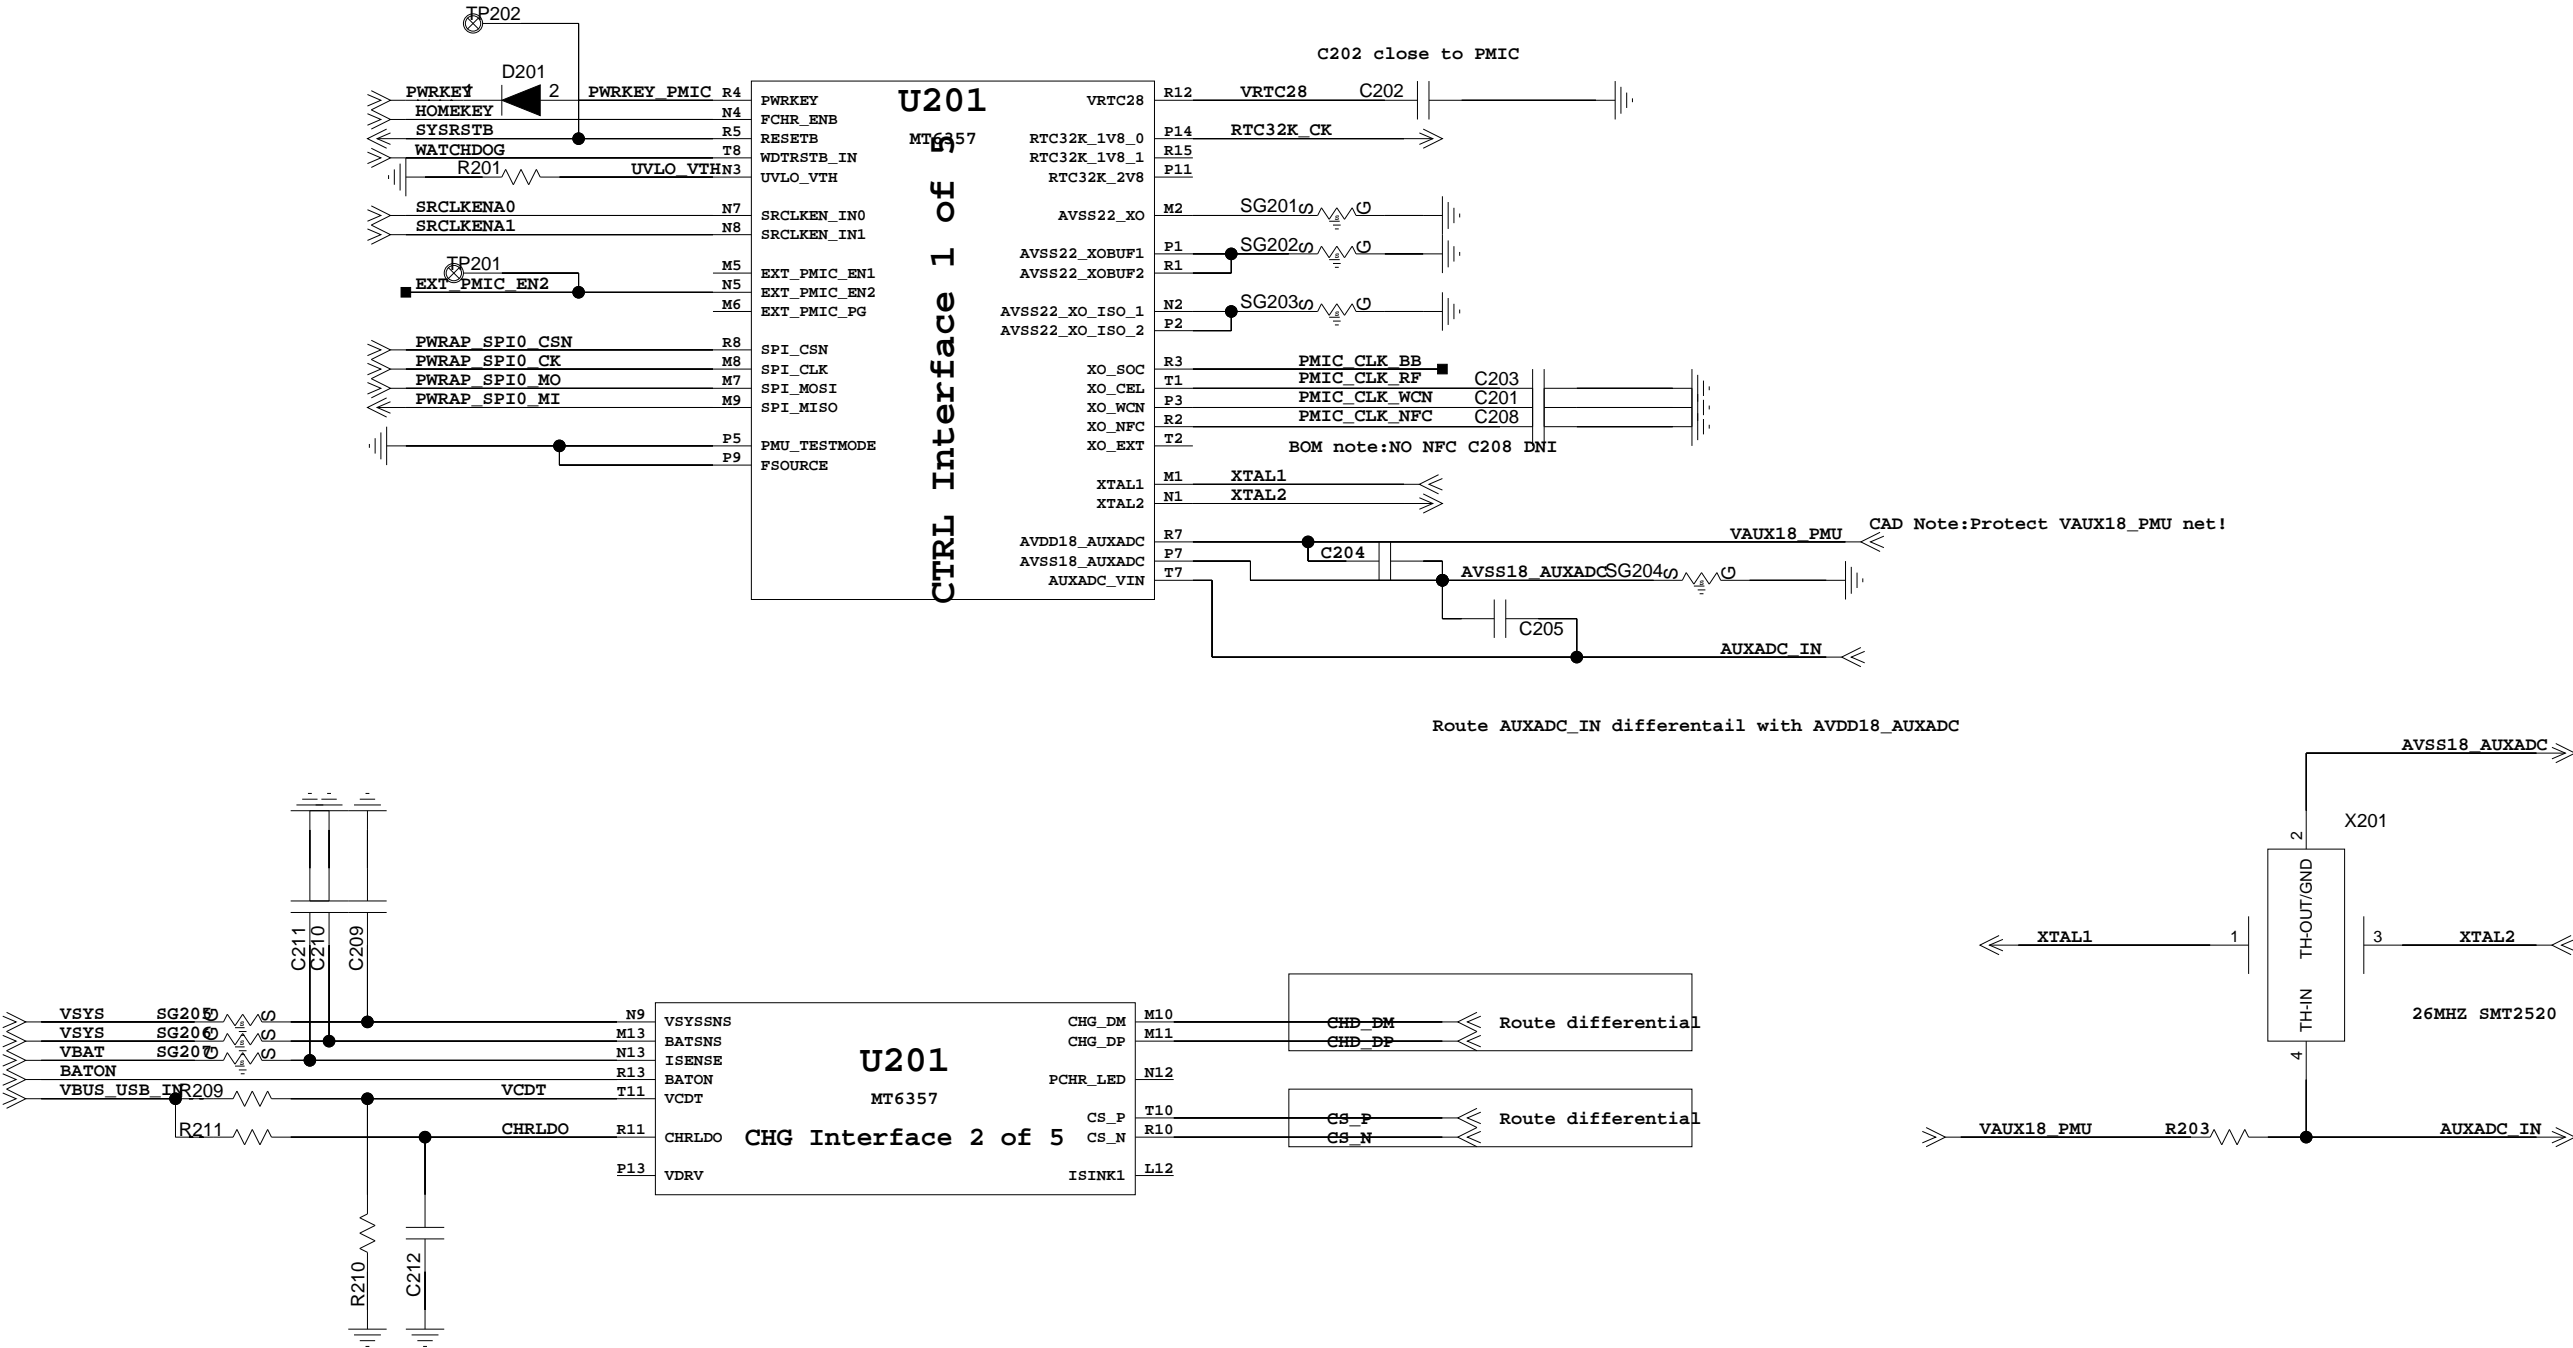 TP202
C202 close to PMIC
D201
PWRKEY 1 2 PWRKEY_PMIC R4 PWRKEY
HOMEKEY N4 FCHR_ENB
SYSRSTB R5 RESETB
WATCHDOG T8 WDTRSTB_IN
R201 UVLO_VTH N3 UVLO_VTH
SRCLKENA0 N7 SRCLKEN_IN0
SRCLKENA1 N8 SRCLKEN_IN1
TP201
M5 EXT_PMIC_EN1
EXT_PMIC_EN2 N5 EXT_PMIC_EN2
M6 EXT_PMIC_PG
PWRAP_SPI0_CSN R8 SPI_CSN
PWRAP_SPI0_CK M8 SPI_CLK
PWRAP_SPI0_MO M7 SPI_MOSI
PWRAP_SPI0_MI M9 SPI_MISO
P5 PMU_TESTMODE
P9 FSOURCE
U201
MT6357
CTRL Interface 1 of 5
VRTC28 R12 VRTC28 C202
RTC32K_1V8_0 P14 RTC32K_CK
RTC32K_1V8_1 R15
RTC32K_2V8 P11
AVSS22_XO M2 SG201 S s G
AVSS22_XOBUF1 P1 SG202 S s G
AVSS22_XOBUF2 R1
AVSS22_XO_ISO_1 N2 SG203 S s G
AVSS22_XO_ISO_2 P2
XO_SOC R3 PMIC_CLK_BB
XO_CEL T1 PMIC_CLK_RF C203
XO_WCN P3 PMIC_CLK_WCN C201
XO_NFC R2 PMIC_CLK_NFC C208
XO_EXT T2
BOM note:NO NFC C208 DNI
XTAL1 M1 XTAL1
XTAL2 N1 XTAL2
AVDD18_AUXADC R7 VAUX18_PMU
CAD Note:Protect VAUX18_PMU net!
AVSS18_AUXADC P7 C204
AUXADC_VIN T7 AVSS18_AUXADC SG204 S s G
C205
AUXADC_IN
Route AUXADC_IN differentail with AVDD18_AUXADC
AVSS18_AUXADC
X201
2
TH-OUT/GND
TH-IN
XTAL1 1
3 XTAL2
26MHZ SMT2520
4
VAUX18_PMU R203 AUXADC_IN
C211
C210
C209
VSYS SG205 G s S N9 VSYSSNS
VSYS SG206 G s S M13 BATSNS
VBAT SG207 G s S N13 ISENSE
BATON R13 BATON
VBUS_USB_IN R209 VCDT T11 VCDT
R211 CHRLDO R11 CHRLDO
P13 VDRV
R210
C212
U201
MT6357
CHG Interface 2 of 5
CHG_DM M10 CHD_DM Route differential
CHG_DP M11 CHD_DP
PCHR_LED N12
CS_P T10 CS_P Route differential
CS_N R10 CS_N
ISINK1 L12